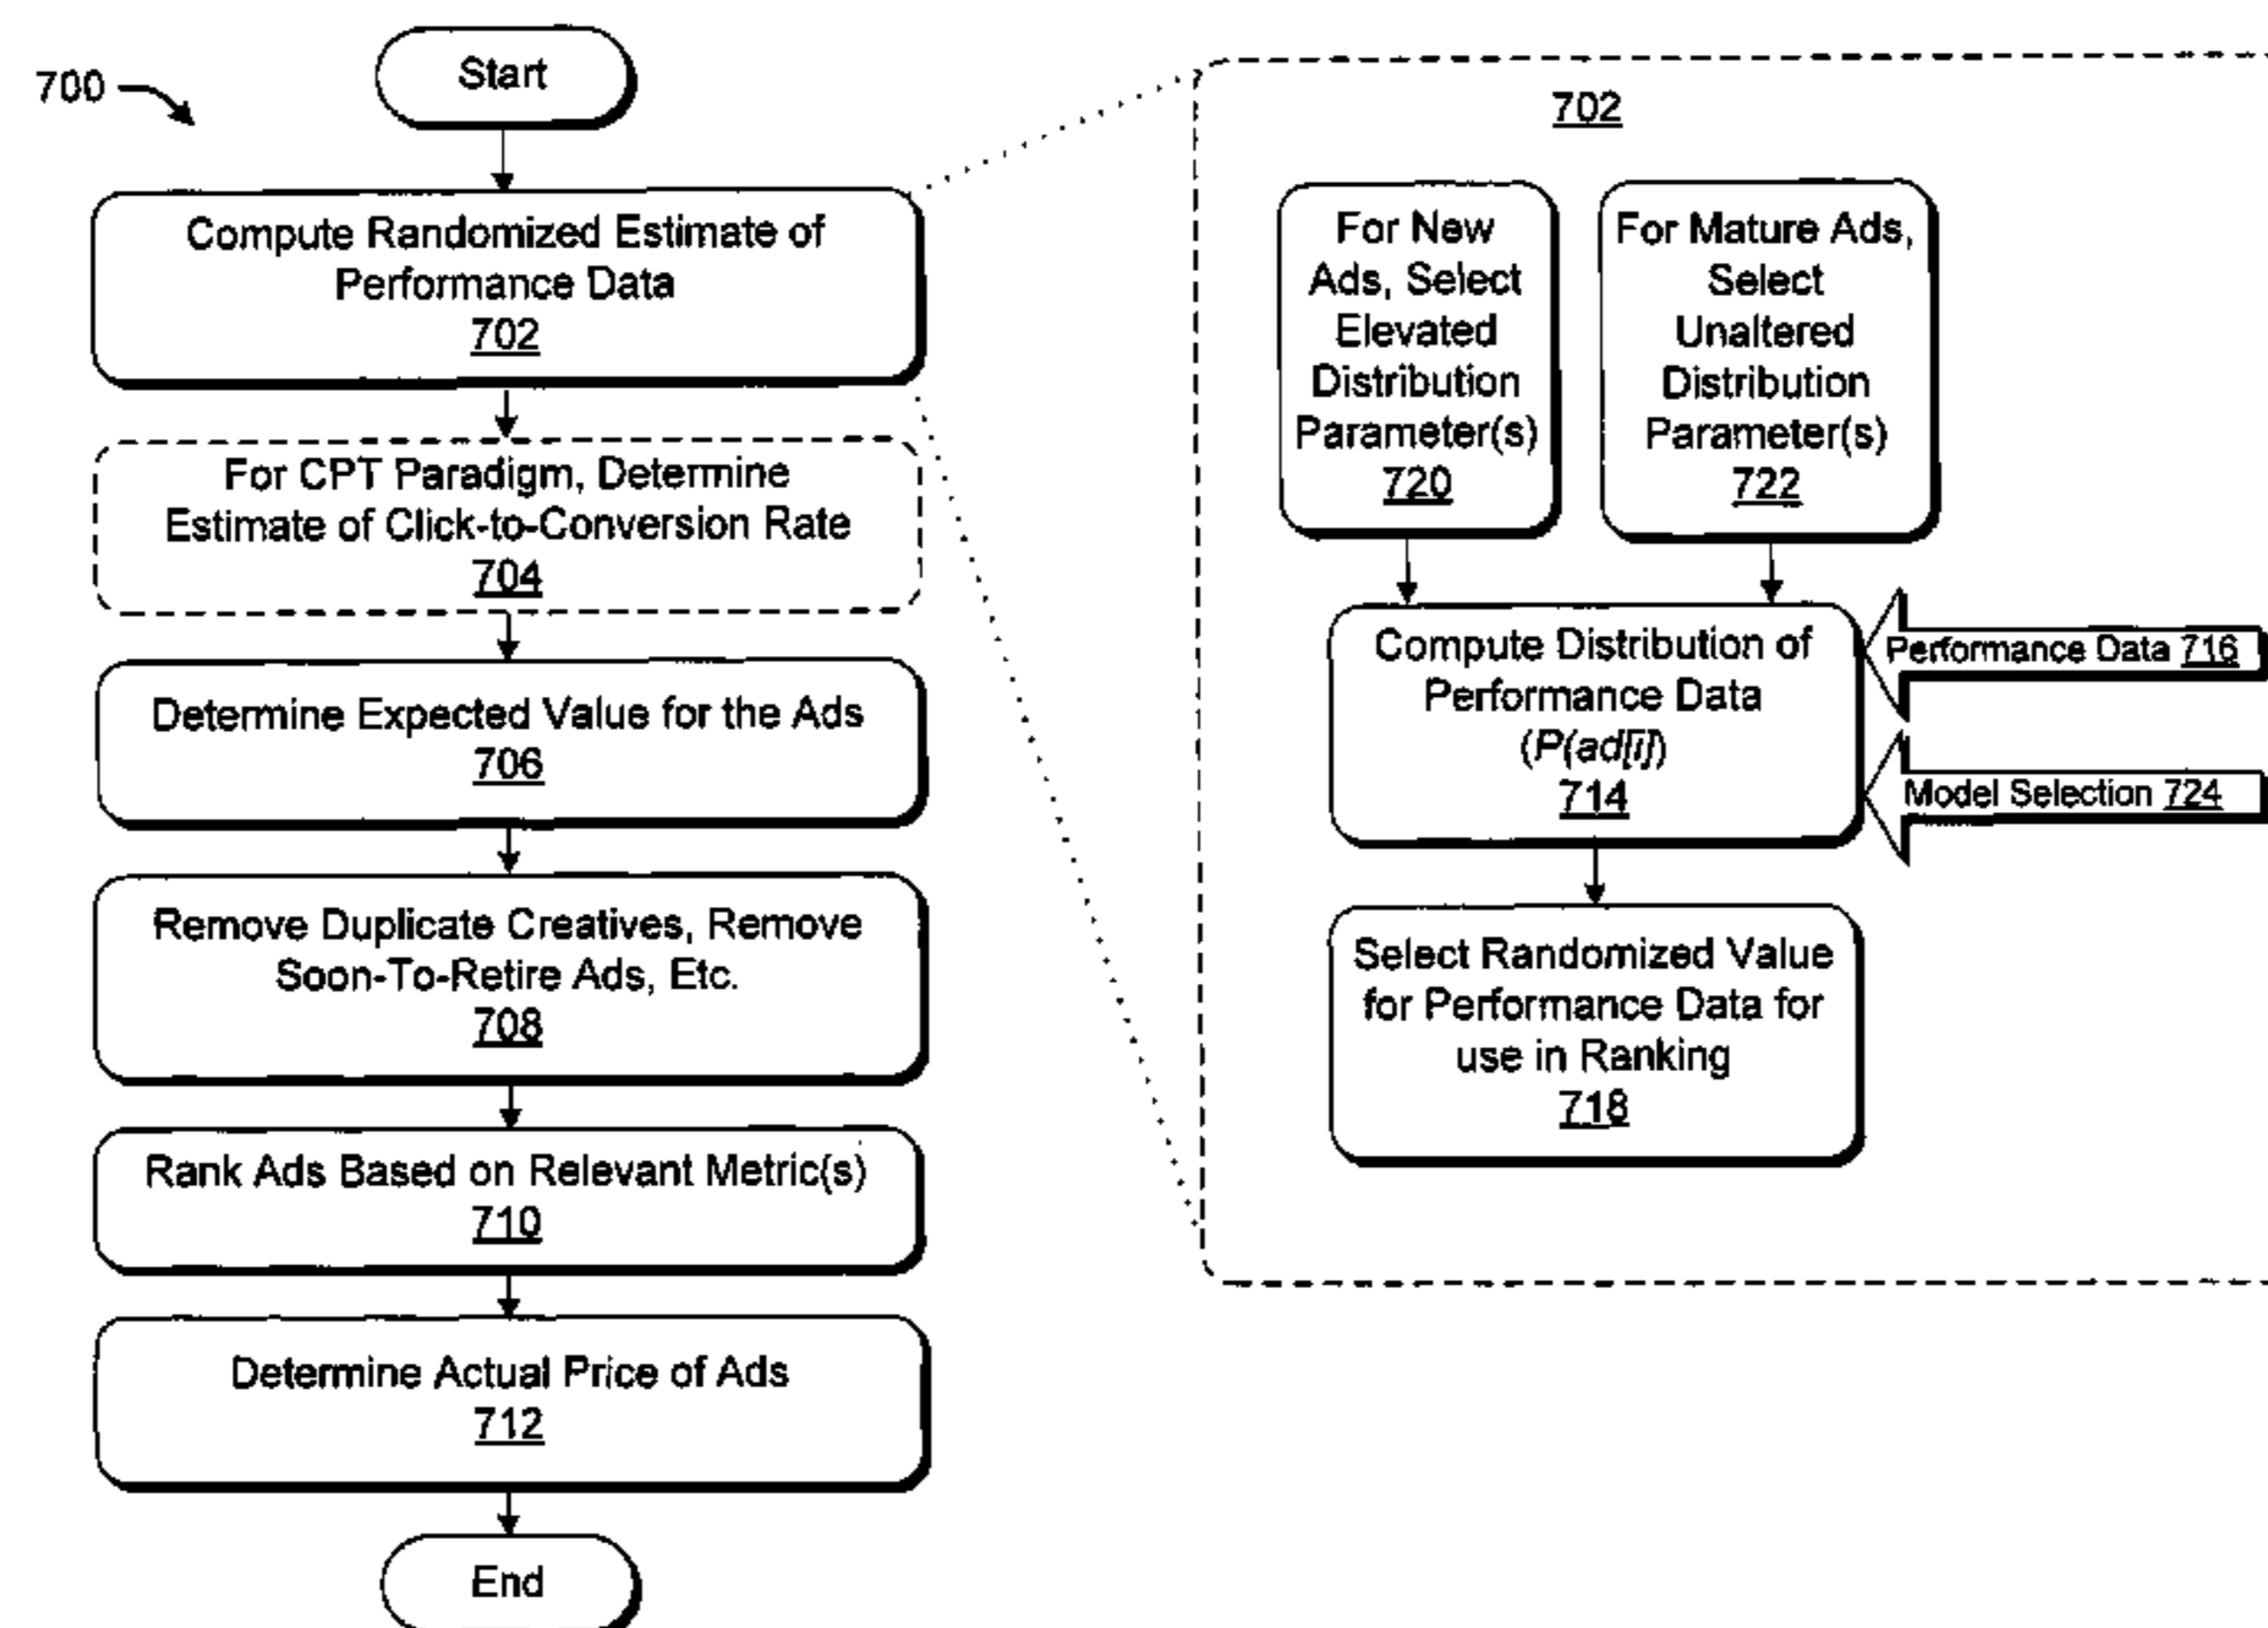 700
Start
Compute Randomized Estimate of
Performance Data
702
For CPT Paradigm, Determine
Estimate of Click-to-Conversion Rate
704
Determine Expected Value for the Ads
706
Remove Duplicate Creatives, Remove
Soon-To-Retire Ads, Etc.
708
Rank Ads Based on Relevant Metric(s)
710
Determine Actual Price of Ads
712
End
702
For New
Ads, Select
Elevated
Distribution
Parameter(s)
720
For Mature Ads,
Select
Unaltered
Distribution
Parameter(s)
722
Compute Distribution of
Performance Data
(P(ad[i])
714
Performance Data 716
Model Selection 724
Select Randomized Value
for Performance Data for
use in Ranking
718